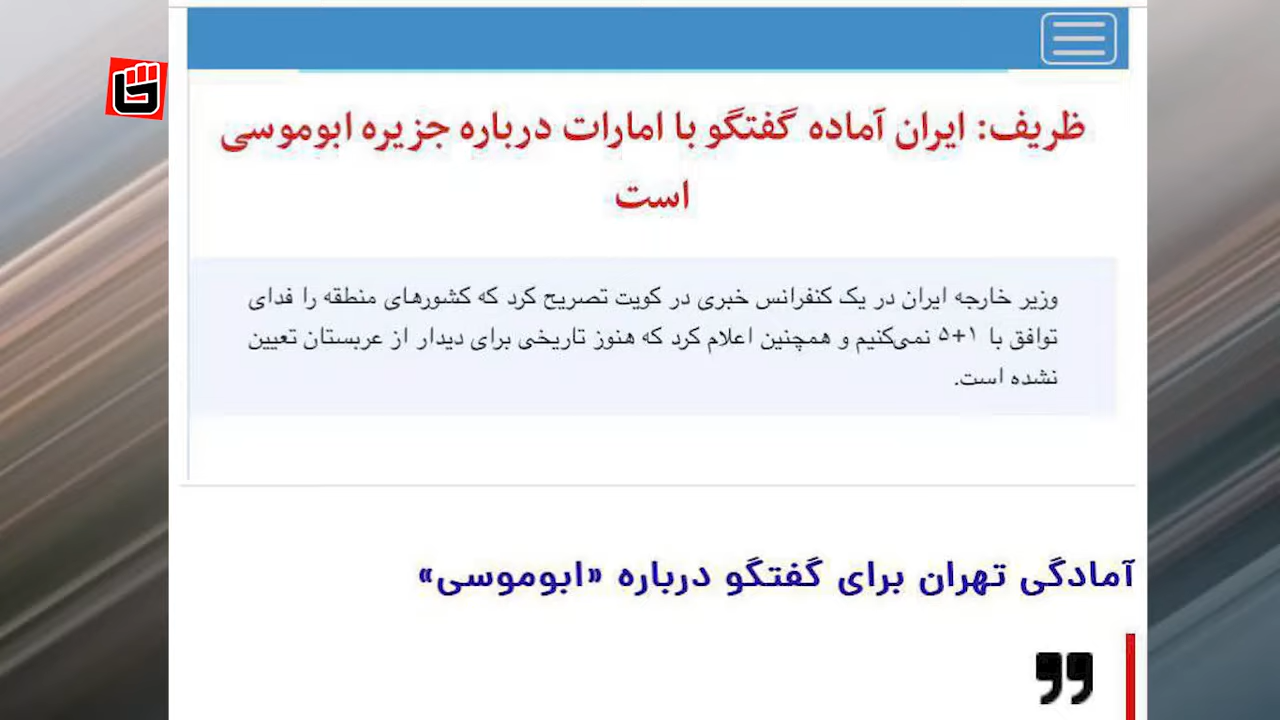 ظریف: ایران آماده گفتگو با امارات درباره جزیره ابوموسی
است
وزیر خارجه ایران در یک کنفرانس خبری در کویت تصریح کرد که کشورهای منطقه را فدای
توافق با ۱+۵ نمی‌کنیم و همچنین اعلام کرد که هنوز تاریخی برای دیدار از عربستان تعیین
نشده است.
آمادگی تهران برای گفتگو درباره «ابوموسی»